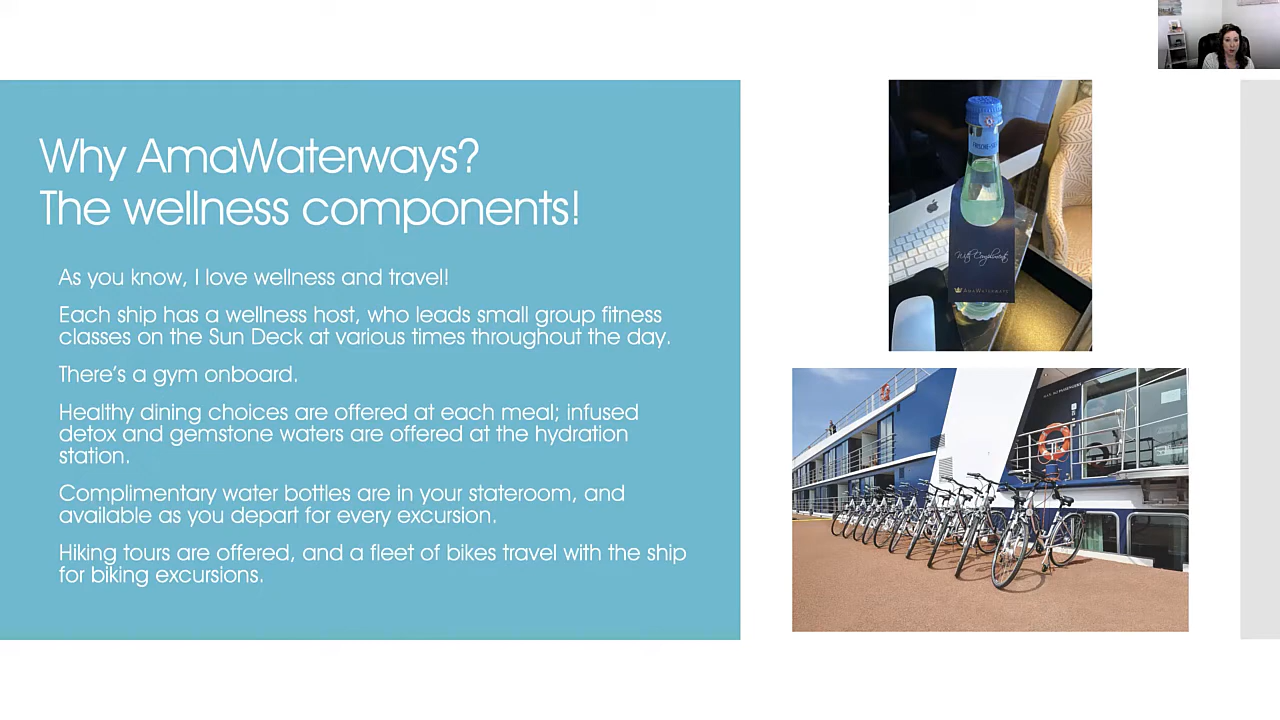 Why AmaWaterways?
The wellness components!
As you know, I love wellness and travel!
Each ship has a wellness host, who leads small group fitness
classes on the Sun Deck at various times throughout the day.
There's a gym onboard.
Healthy dining choices are offered at each meal; infused
detox and gemstone waters are offered at the hydration
station.
Complimentary water bottles are in your stateroom, and
available as you depart for every excursion.
Hiking tours are offered, and a fleet of bikes travel with the ship
for biking excursions.
With Compliments
AMAWATERWAYS